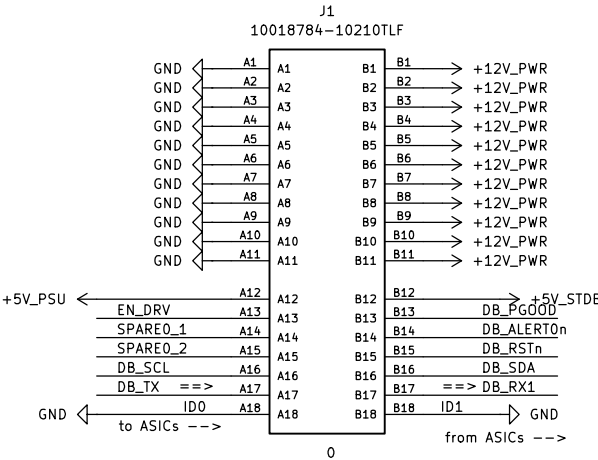 J1
10018784-10210TLF
GND A1 A1 B1 B1 +12V_PWR
GND A2 A2 B2 B2 +12V_PWR
GND A3 A3 B3 B3 +12V_PWR
GND A4 A4 B4 B4 +12V_PWR
GND A5 A5 B5 B5 +12V_PWR
GND A6 A6 B6 B6 +12V_PWR
GND A7 A7 B7 B7 +12V_PWR
GND A8 A8 B8 B8 +12V_PWR
GND A9 A9 B9 B9 +12V_PWR
GND A10 A10 B10 B10 +12V_PWR
GND A11 A11 B11 B11 +12V_PWR
+5V_PSU A12 A12 B12 B12 +5V_STDB
EN_DRV A13 A13 B13 B13 DB_PGOOD
SPARE0_1 A14 A14 B14 B14 DB_ALERT0n
SPARE0_2 A15 A15 B15 B15 DB_RSTn
DB_SCL A16 A16 B16 B16 DB_SDA
DB_TX ==> A17 A17 B17 B17 ==> DB_RX1
GND ID0 A18 A18 B18 B18 ID1 GND
to ASICs -->
from ASICs -->
0